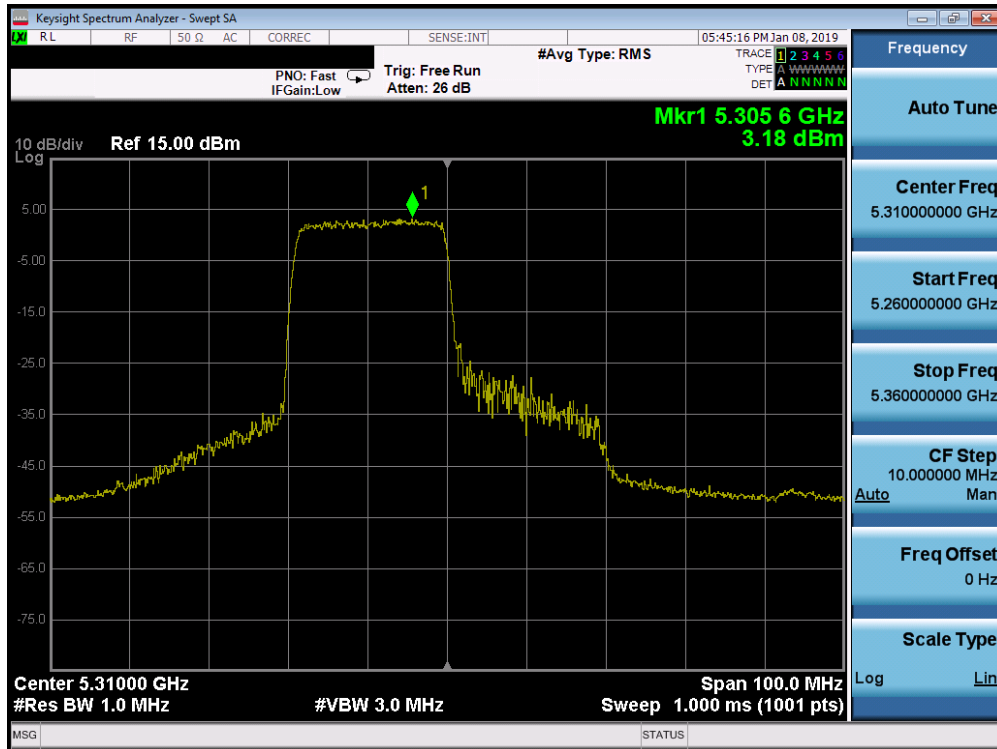 Keysight Spectrum Analyzer - Swept SA
LXI RL RF 50 Ω AC CORREC SENSE:INT 05:45:16 PM Jan 08, 2019
#Avg Type: RMS TRACE 1 2 3 4 5 6
PNO: Fast Trig: Free Run TYPE A WWWWW
IFGain:Low Atten: 26 dB DET A N N N N N
Mkr1 5.305 6 GHz
3.18 dBm
10 dB/div Ref 15.00 dBm
Log
1
5.00
-5.00
-15.0
-25.0
-35.0
-45.0
-55.0
-65.0
-75.0
Center 5.31000 GHz Span 100.0 MHz
#Res BW 1.0 MHz #VBW 3.0 MHz Sweep 1.000 ms (1001 pts)
MSG STATUS
Frequency
Auto Tune
Center Freq
5.310000000 GHz
Start Freq
5.260000000 GHz
Stop Freq
5.360000000 GHz
CF Step
10.000000 MHz
Auto Man
Freq Offset
0 Hz
Scale Type
Log Lin